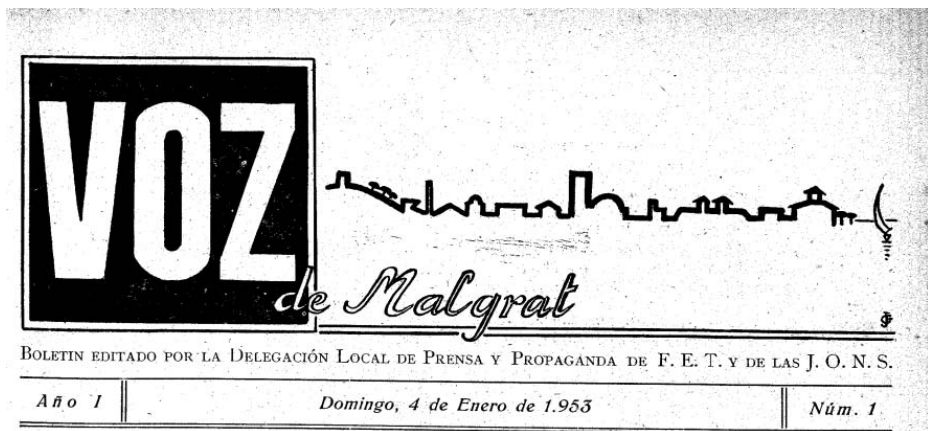 VOZ
de Malgrat
BOLETIN EDITADO POR LA DELEGACIÓN LOCAL DE PRENSA Y PROPAGANDA DE F. E. T. Y DE LAS J. O. N. S.
Año I
Domingo, 4 de Enero de 1.953
Núm. 1